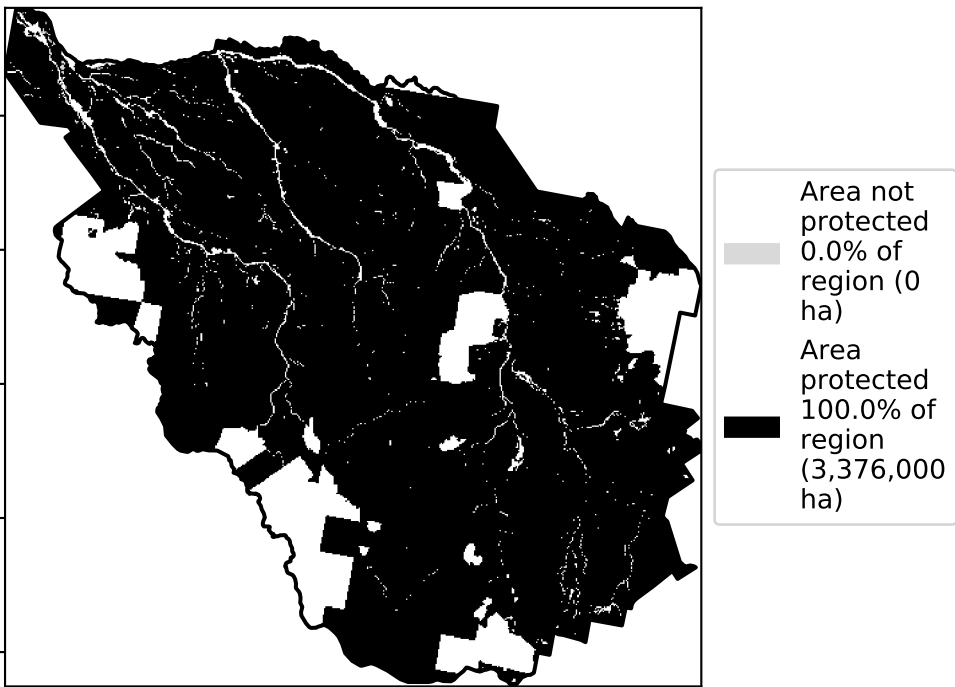 Area not
protected
0.0% of
region (0
ha)
Area
protected
100.0% of
region
(3,376,000
ha)